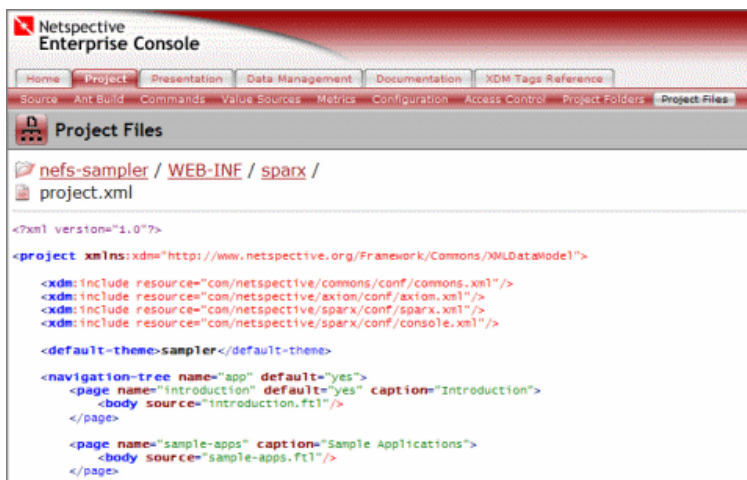 Netspective
Enterprise Console
Home Project Presentation Data Management Documentation XDM Tags Reference
Source Ant Build Commands Value Sources Metrics Configuration Access Control Project Folders Project Files
Project Files
nefs-sampler / WEB-INF / sparx /
project.xml
<?xml version="1.0"?>
<project xmlns:xdm="http://www.netspective.org/Framework/Commons/XMLDataModel">
<xdm:include resource="com/netspective/commons/conf/commons.xml"/>
<xdm:include resource="com/netspective/axiom/conf/axiom.xml"/>
<xdm:include resource="com/netspective/sparx/conf/sparx.xml"/>
<xdm:include resource="com/netspective/sparx/conf/console.xml"/>
<default-theme>sampler</default-theme>
<navigation-tree name="app" default="yes">
<page name="introduction" default="yes" caption="Introduction">
<body source="introduction.ftl"/>
</page>
<page name="sample-apps" caption="Sample Applications">
<body source="sample-apps.ftl"/>
</page>